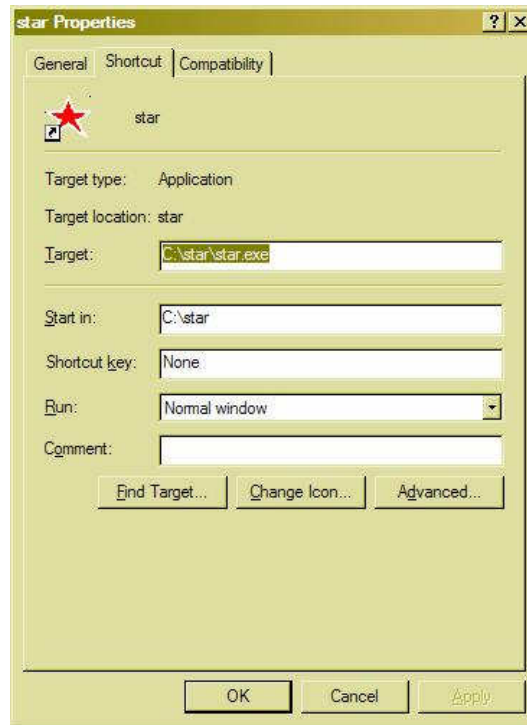 star Properties
General Shortcut Compatibility
star
Target type: Application
Target location: star
Target: C:\star\star.exe
Start in: C:\star
Shortcut key: None
Run: Normal window
Comment:
Find Target... Change Icon... Advanced...
OK Cancel Apply